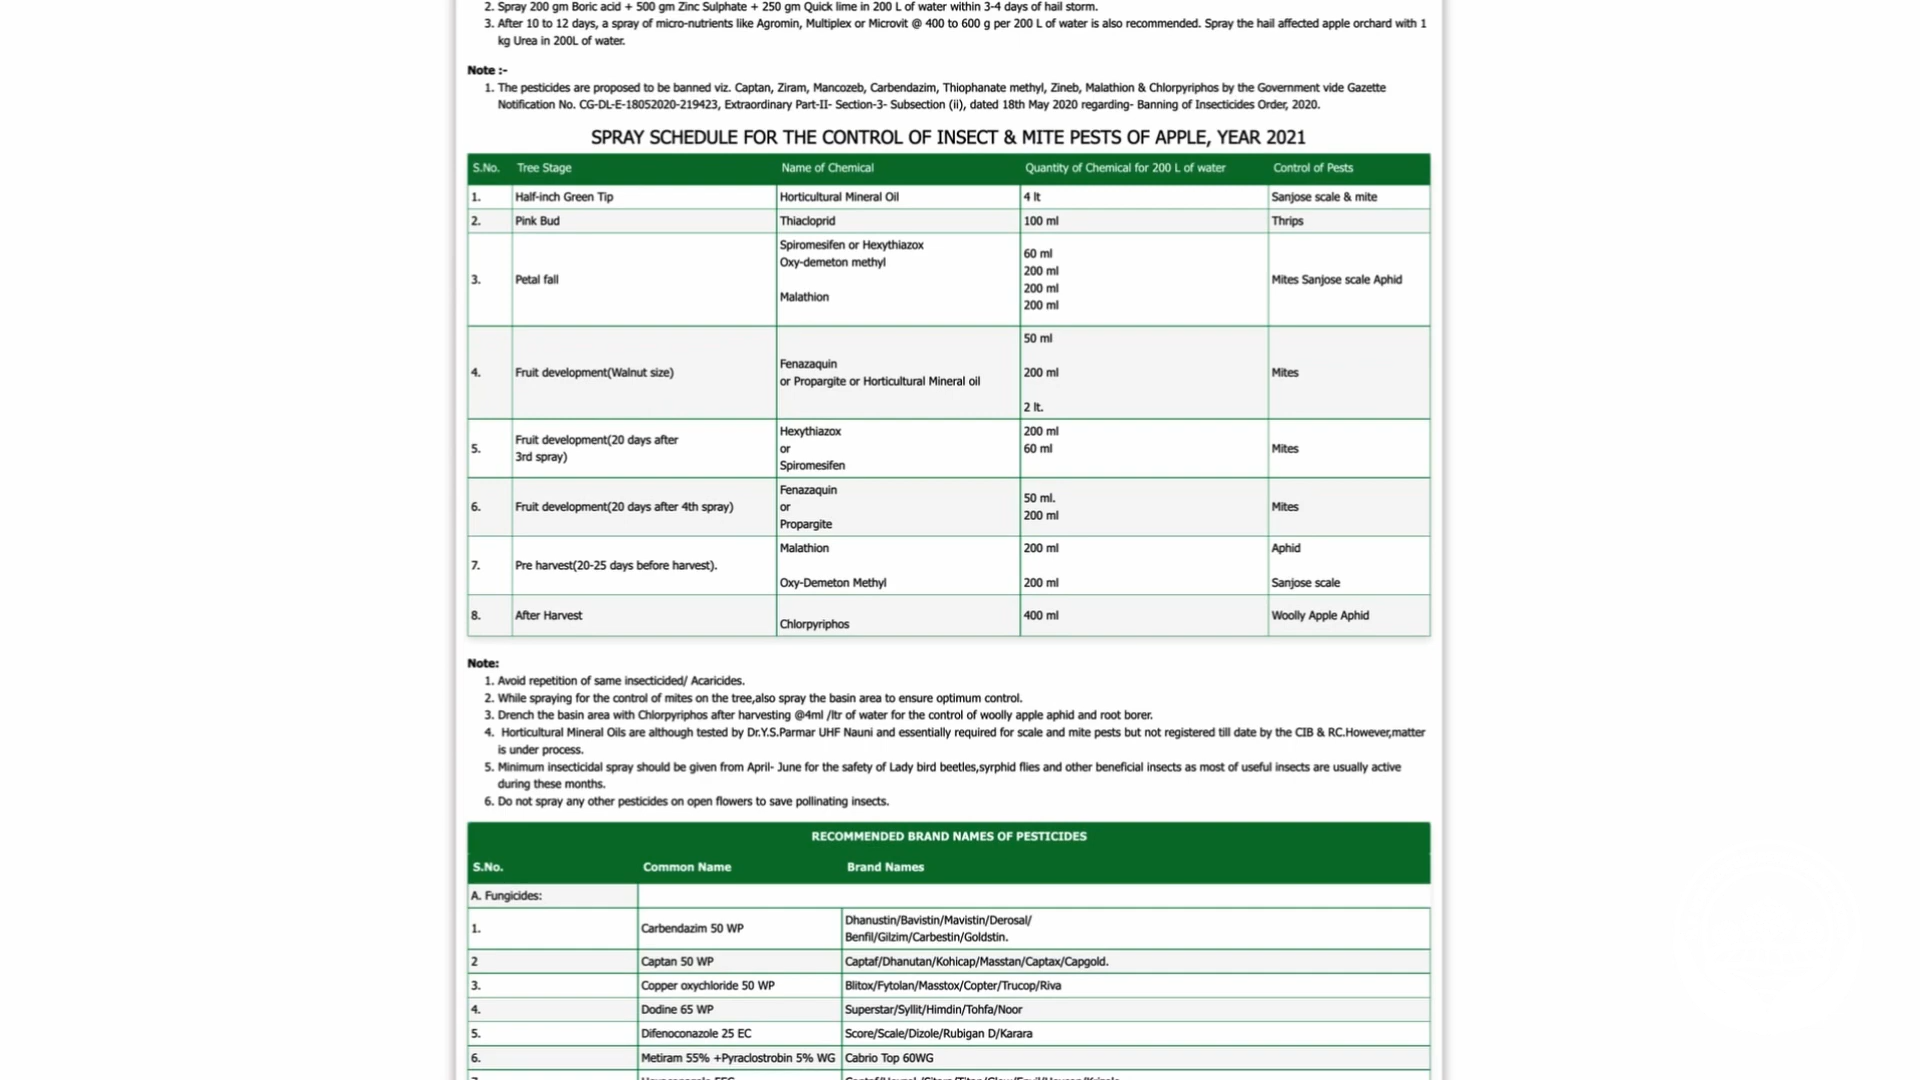 2. Spray 200 gm Boric acid + 500 gm Zinc Sulphate + 250 gm Quick lime in 200 L of water within 3-4 days of hail storm.
3. After 10 to 12 days, a spray of micro-nutrients like Agromin, Multiplex or Microvit @ 400 to 600 g per 200 L of water is also recommended. Spray the hail affected apple orchard with 1
kg Urea in 200L of water.
Note :-
1. The pesticides are proposed to be banned viz. Captan, Ziram, Mancozeb, Carbendazim, Thiophanate methyl, Zineb, Malathion & Chlorpyriphos by the Government vide Gazette
Notification No. CG-DL-E-18052020-219423, Extraordinary Part-II- Section-3- Subsection (ii), dated 18th May 2020 regarding- Banning of Insecticides Order, 2020.
SPRAY SCHEDULE FOR THE CONTROL OF INSECT & MITE PESTS OF APPLE, YEAR 2021
S.No. Tree Stage Name of Chemical Quantity of Chemical for 200 L of water Control of Pests
1. Half-inch Green Tip Horticultural Mineral Oil 4 lt Sanjose scale & mite
2. Pink Bud Thiacloprid 100 ml Thrips
3. Petal fall
Spiromesifen or Hexythiazox
Oxy-demeton methyl
Malathion
60 ml
200 ml
200 ml
200 ml
Mites Sanjose scale Aphid
4. Fruit development(Walnut size)
Fenazaquin
or Propargite or Horticultural Mineral oil
50 ml
200 ml
2 lt.
Mites
5. Fruit development(20 days after
3rd spray)
Hexythiazox
or
Spiromesifen
200 ml
60 ml
Mites
6. Fruit development(20 days after 4th spray)
Fenazaquin
or
Propargite
50 ml.
200 ml
Mites
7. Pre harvest(20-25 days before harvest).
Malathion
Oxy-Demeton Methyl
200 ml
200 ml
Aphid
Sanjose scale
8. After Harvest
Chlorpyriphos
400 ml
Woolly Apple Aphid
Note:
1. Avoid repetition of same insecticided/ Acaricides.
2. While spraying for the control of mites on the tree,also spray the basin area to ensure optimum control.
3. Drench the basin area with Chlorpyriphos after harvesting @4ml /ltr of water for the control of woolly apple aphid and root borer.
4. Horticultural Mineral Oils are although tested by Dr.Y.S.Parmar UHF Nauni and essentially required for scale and mite pests but not registered till date by the CIB & RC.However,matter
is under process.
5. Minimum insecticidal spray should be given from April- June for the safety of Lady bird beetles,syrphid flies and other beneficial insects as most of useful insects are usually active
during these months.
6. Do not spray any other pesticides on open flowers to save pollinating insects.
RECOMMENDED BRAND NAMES OF PESTICIDES
S.No. Common Name Brand Names
A. Fungicides:
1. Carbendazim 50 WP
Dhanustin/Bavistin/Mavistin/Derosal/
Benfil/Gilzim/Carbestin/Goldstin.
2 Captan 50 WP Captaf/Dhanutan/Kohicap/Masstan/Captax/Capgold.
3. Copper oxychloride 50 WP Blitox/Fytolan/Masstox/Copter/Trucop/Riva
4. Dodine 65 WP Superstar/Syllit/Himdin/Tohfa/Noor
5. Difenoconazole 25 EC Score/Scale/Dizole/Rubigan D/Karara
6. Metiram 55% +Pyraclostrobin 5% WG Cabrio Top 60WG